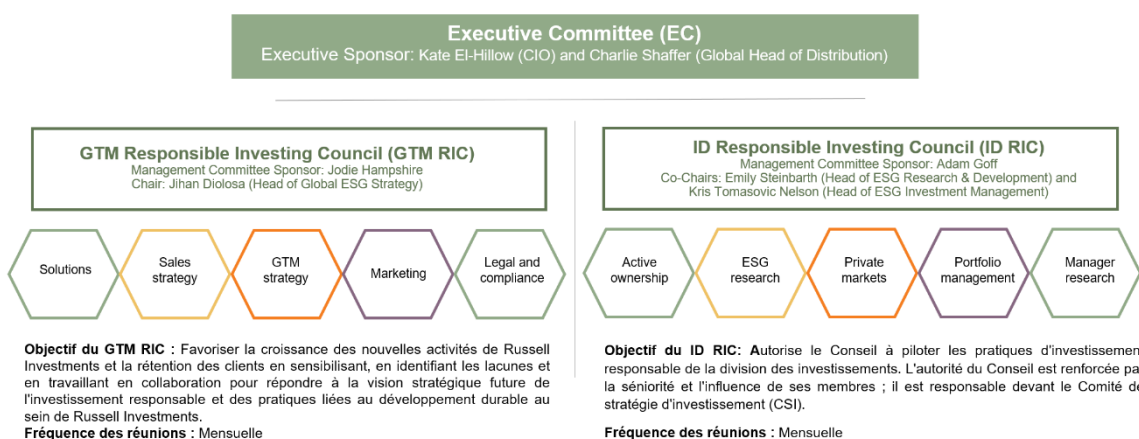 Executive Committee (EC)
Executive Sponsor: Kate El-Hillow (CIO) and Charlie Shaffer (Global Head of Distribution)
GTM Responsible Investing Council (GTM RIC)
Management Committee Sponsor: Jodie Hampshire
Chair: Jihan Diolosa (Head of Global ESG Strategy)
Solutions
Sales
strategy
GTM
strategy
Marketing
Legal and
compliance
Objectif du GTM RIC : Favoriser la croissance des nouvelles activités de Russell
Investments et la rétention des clients en sensibilisant, en identifiant les lacunes et
en travaillant en collaboration pour répondre à la vision stratégique future de
l'investissement responsable et des pratiques liées au développement durable au
sein de Russell Investments.
Fréquence des réunions : Mensuelle
ID Responsible Investing Council (ID RIC)
Management Committee Sponsor: Adam Goff
Co-Chairs: Emily Steinbarth (Head of ESG Research & Development) and
Kris Tomasovic Nelson (Head of ESG Investment Management)
Active
ownership
ESG
research
Private
markets
Portfolio
management
Manager
research
Objectif du ID RIC: Autorise le Conseil à piloter les pratiques d'investissemen
responsable de la division des investissements. L'autorité du Conseil est renforcée pa
la séniorité et l'influence de ses membres ; il est responsable devant le Comité de
stratégie d'investissement (CSI).
Fréquence des réunions : Mensuelle